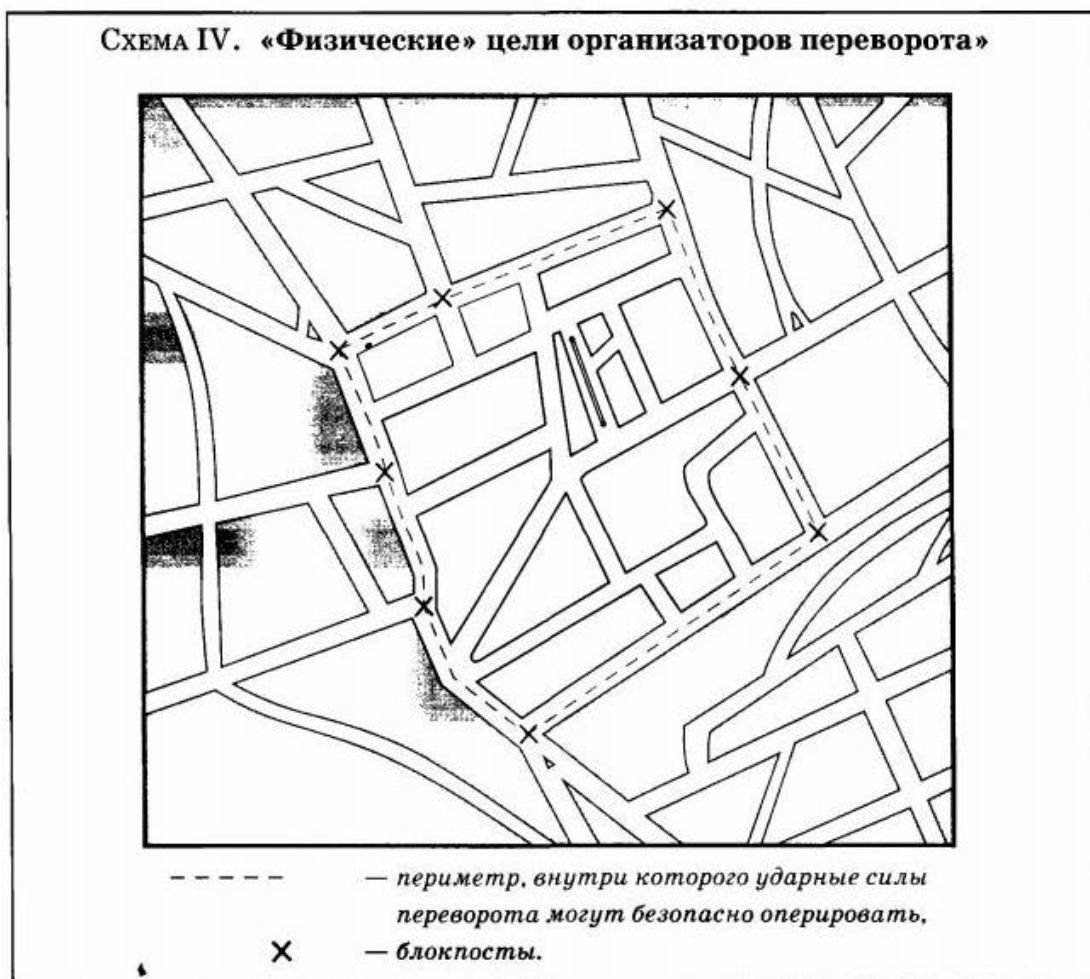 СХЕМА IV. «Физические» цели организаторов переворота»
— периметр, внутри которого ударные силы
переворота могут безопасно оперировать,
— блокпосты.